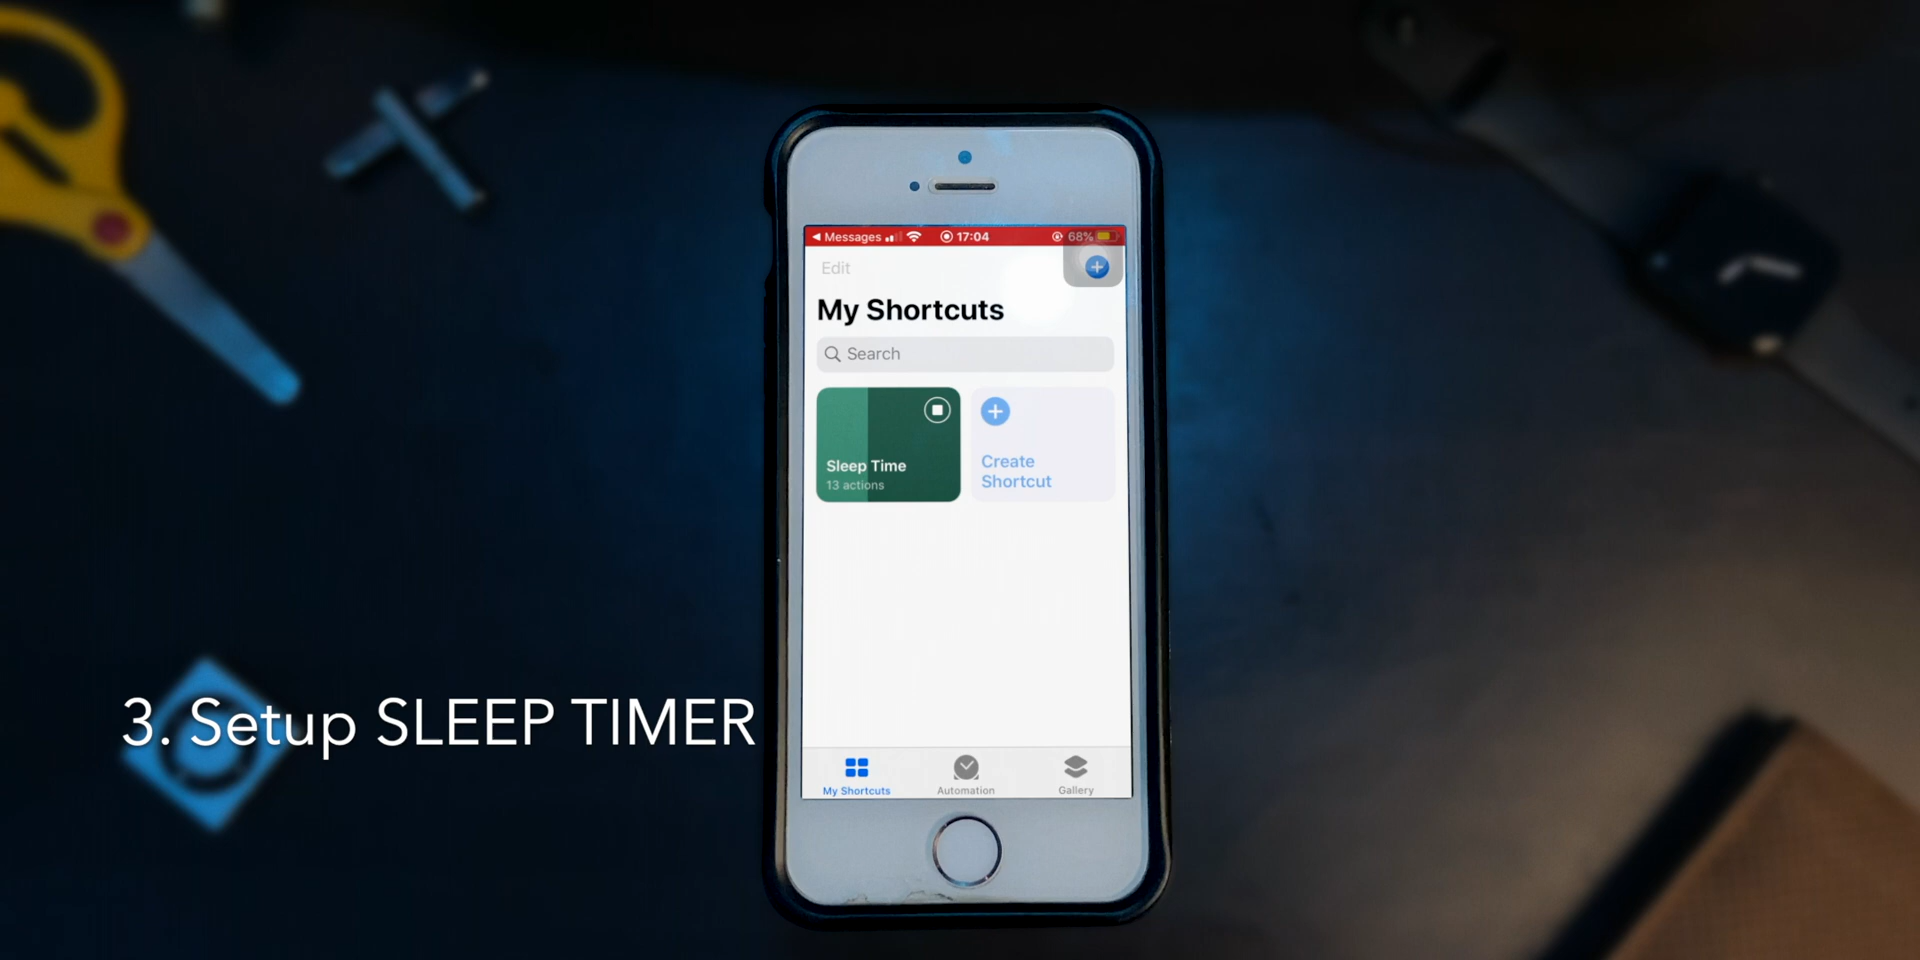 Messages 17:04 68%
Edit
My Shortcuts
Search
Sleep Time
13 actions
Create
Shortcut
3. Setup SLEEP TIMER
My Shortcuts Automation Gallery